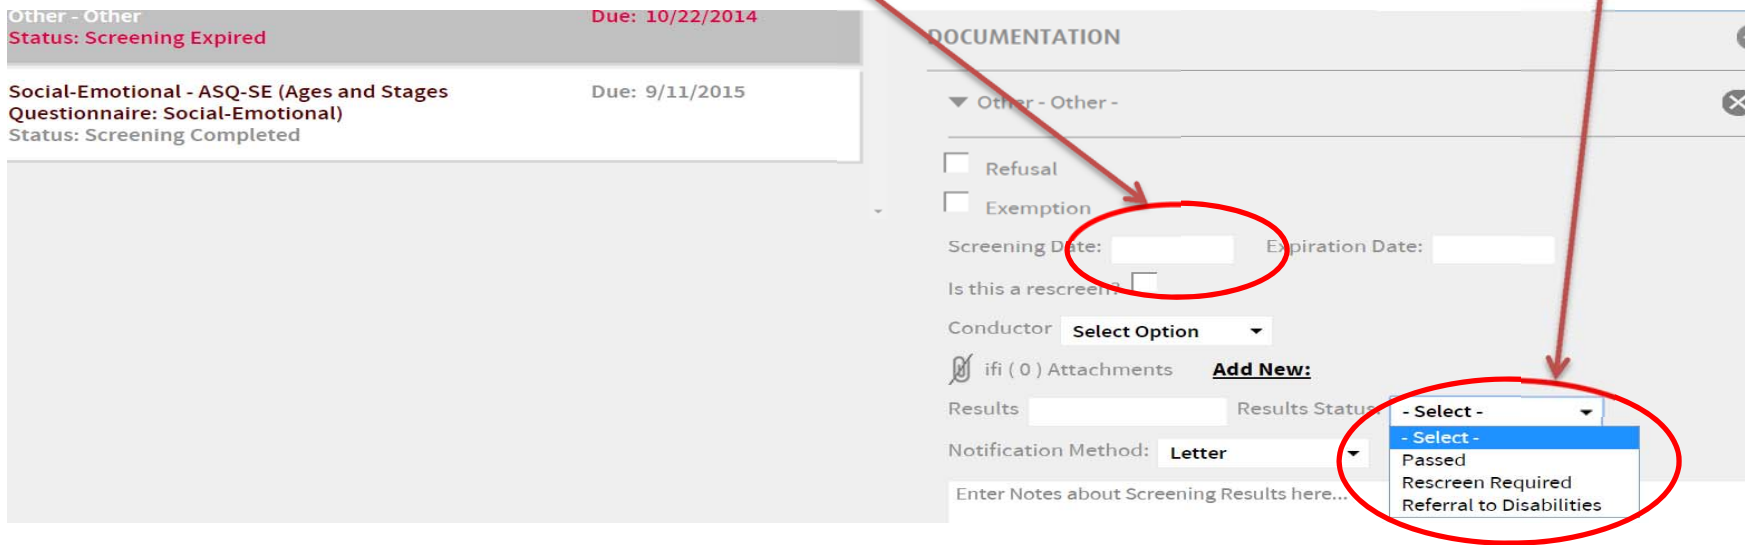 Other - Other Due: 10/22/2014
Status: Screening Expired
Social-Emotional - ASQ-SE (Ages and Stages Due: 9/11/2015
Questionnaire: Social-Emotional)
Status: Screening Completed
DOCUMENTATION
Other - Other -
Refusal
Exemption
Screening Date: Expiration Date:
Is this a rescreen?
Conductor Select Option
ifi ( 0 ) Attachments Add New:
Results Results Status: - Select -
- Select -
Passed
Rescreen Required
Referral to Disabilities
Notification Method: Letter
Enter Notes about Screening Results here...